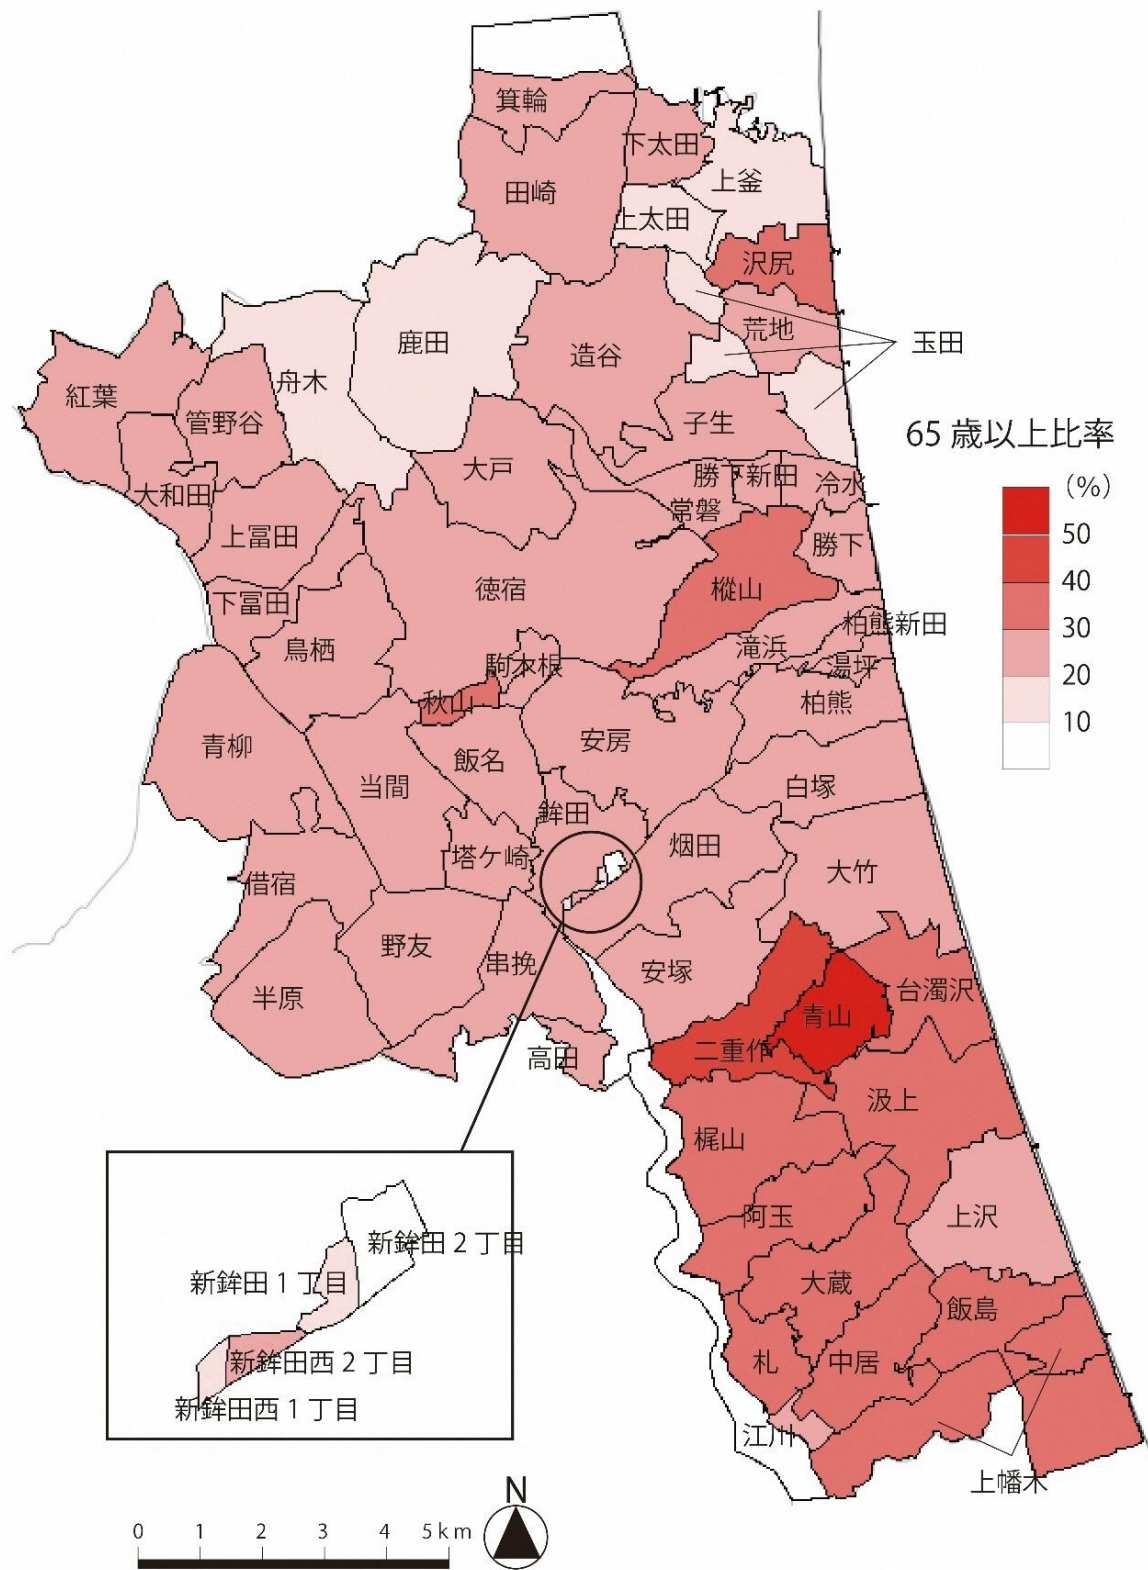 箕輪
下太田
田崎
上釜
上太田
沢尻
荒地
鹿田
造谷
玉田
舟木
紅葉
管野谷
子生
65 歳以上比率
(%)
50
40
30
20
10
大戸
勝下新田
冷水
大和田
常磐
上冨田
勝下
徳宿
樅山
下冨田
柏熊新田
鳥栖
滝浜
駒木根
湯坪
秋山
柏熊
青柳
安房
飯名
当間
白塚
鉾田
烟田
塔ケ崎
大竹
借宿
野友
串挽
安塚
半原
台濁沢
青山
二重作
高田
汲上
梶山
阿玉
上沢
新鉾田 2 丁目
新鉾田 1 丁目
大蔵
飯島
新鉾田西 2 丁目
札
中居
新鉾田西 1 丁目
江川
上幡木
N
0 1 2 3 4 5 km